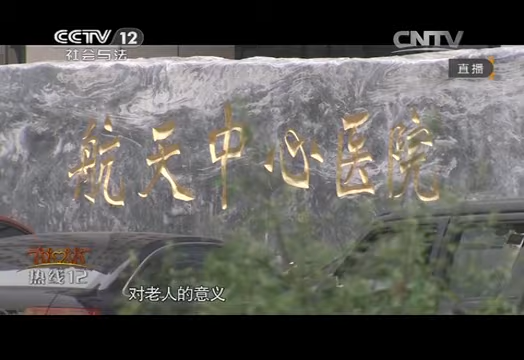 CCTV 12
社会与法
CNTV
直播
航天中心医院
热线12
对老人的意义